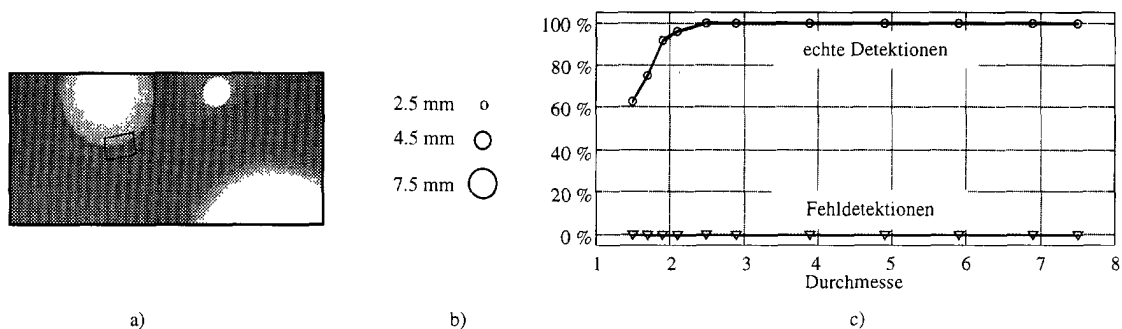 2.5 mm
4.5 mm
7.5 mm
100 %
80 %
60 %
40 %
20 %
0 %
echte Detektionen
Fehldetektionen
1 2 3 4 5 6 7 8
Durchmesse
a) b) c)